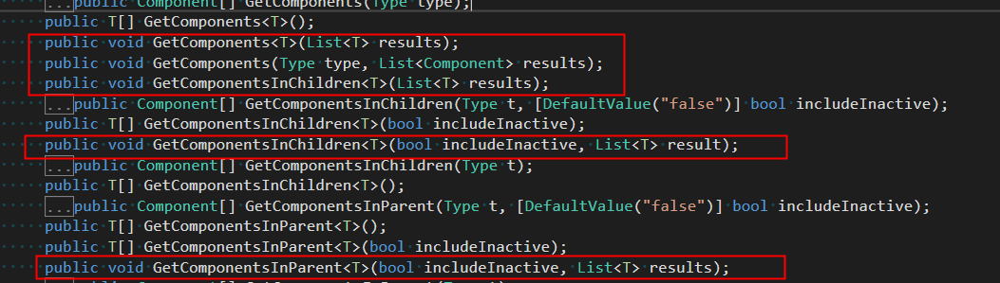 ...public Component[] GetComponents(Type type);
public T[] GetComponents<T>();
public void GetComponents<T>(List<T> results);
public void GetComponents(Type type, List<Component> results);
public void GetComponentsInChildren<T>(List<T> results);
...public Component[] GetComponentsInChildren(Type t, [DefaultValue("false")] bool includeInactive);
public T[] GetComponentsInChildren<T>(bool includeInactive);
public void GetComponentsInChildren<T>(bool includeInactive, List<T> result);
...public Component[] GetComponentsInChildren(Type t);
public T[] GetComponentsInChildren<T>();
...public Component[] GetComponentsInParent(Type t, [DefaultValue("false")] bool includeInactive);
public T[] GetComponentsInParent<T>();
public T[] GetComponentsInParent<T>(bool includeInactive);
public void GetComponentsInParent<T>(bool includeInactive, List<T> results);